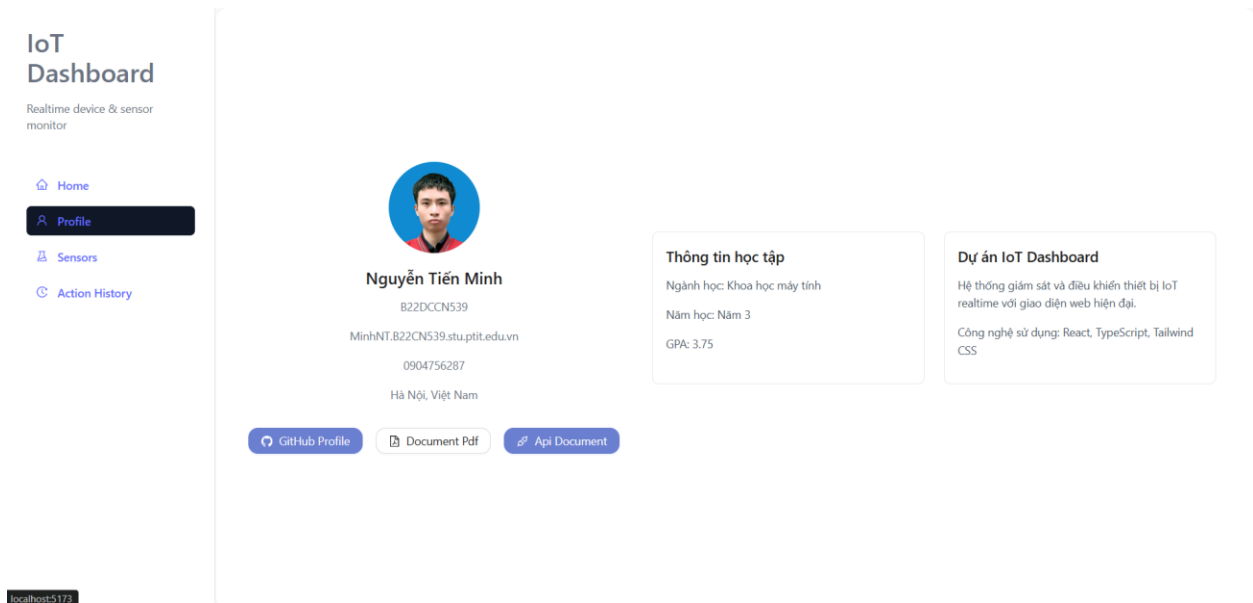 IoT
Dashboard
Realtime device & sensor
monitor
Home
Profile
Sensors
Action History
Nguyễn Tiến Minh
B22DCCN539
MinhNT.B22CN539.stu.ptit.edu.vn
0904756287
Hà Nội, Việt Nam
GitHub Profile
Document Pdf
Api Document
Thông tin học tập
Ngành học: Khoa học máy tính
Năm học: Năm 3
GPA: 3.75
Dự án IoT Dashboard
Hệ thống giám sát và điều khiển thiết bị IoT
realtime với giao diện web hiện đại.
Công nghệ sử dụng: React, TypeScript, Tailwind
CSS
localhost:5173